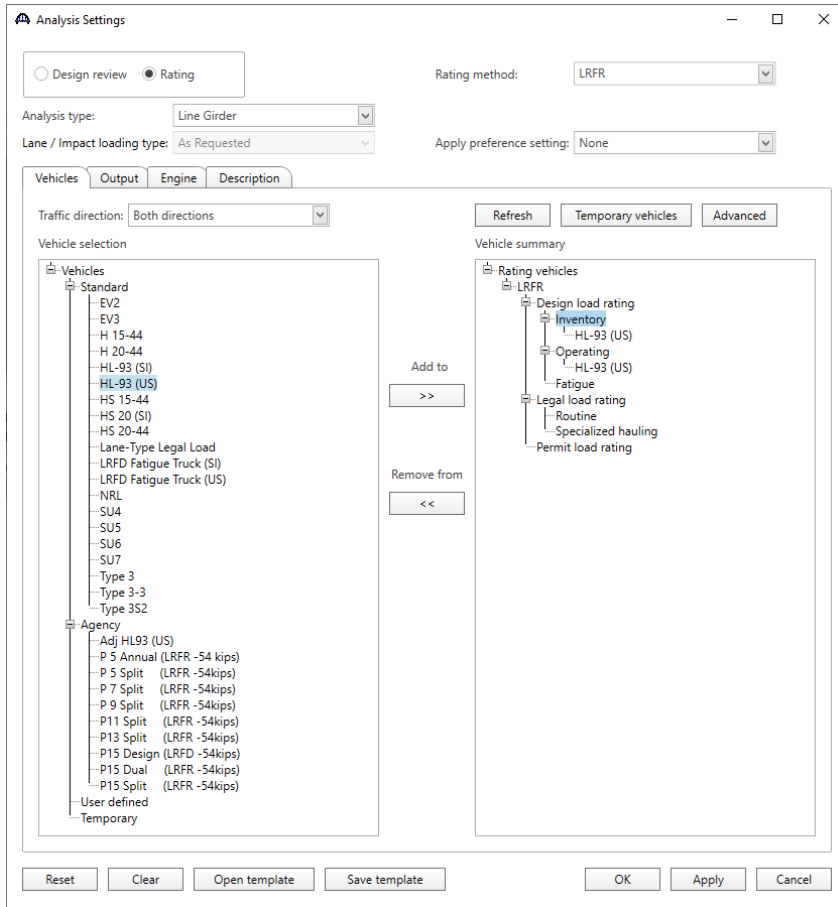 Analysis Settings
Design review Rating
Rating method: LRFR
Analysis type: Line Girder
Lane / Impact loading type: As Requested
Apply preference setting: None
Vehicles Output Engine Description
Traffic direction: Both directions
Refresh Temporary vehicles Advanced
Vehicle selection
Vehicles
Standard
EV2
EV3
H 15-44
H 20-44
HL-93 (SI)
HL-93 (US)
HS 15-44
HS 20 (SI)
HS 20-44
Lane-Type Legal Load
LRFD Fatigue Truck (SI)
LRFD Fatigue Truck (US)
NRL
SU4
SU5
SU6
SU7
Type 3
Type 3-3
Type 3S2
Agency
Adj HL93 (US)
P 5 Annual (LRFR -54 kips)
P 5 Split (LRFR -54kips)
P 7 Split (LRFR -54kips)
P 9 Split (LRFR -54kips)
P11 Split (LRFR -54kips)
P13 Split (LRFR -54kips)
P15 Design (LRFD -54kips)
P15 Dual (LRFR -54kips)
P15 Split (LRFR -54kips)
User defined
Temporary
Add to
>>
Remove from
<<
Vehicle summary
Rating vehicles
LRFR
Design load rating
Inventory
HL-93 (US)
Operating
HL-93 (US)
Fatigue
Legal load rating
Routine
Specialized hauling
Permit load rating
Reset Clear Open template Save template OK Apply Cancel